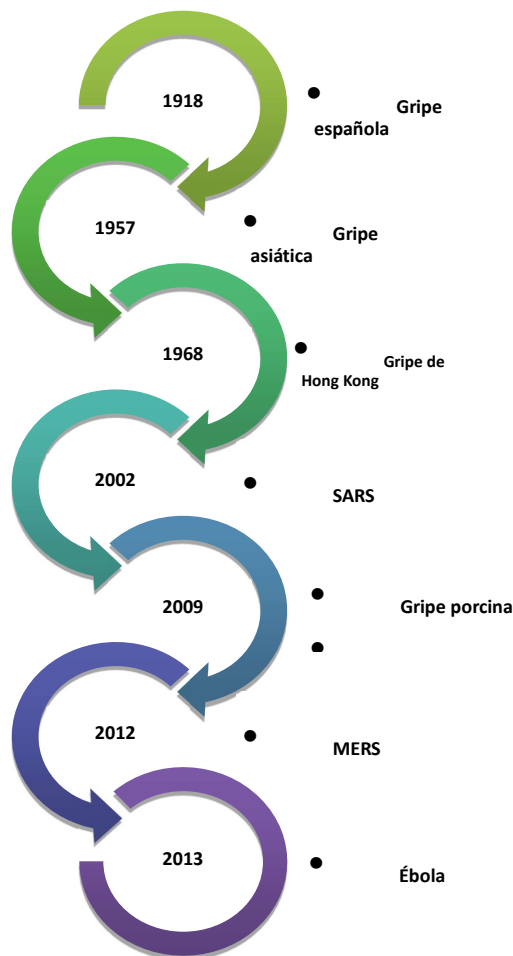 1918
• Gripe
española
1957
• Gripe
asiática
1968
• Gripe de
Hong Kong
2002
• SARS
2009
• Gripe porcina
•
2012
• MERS
2013
• Ébola